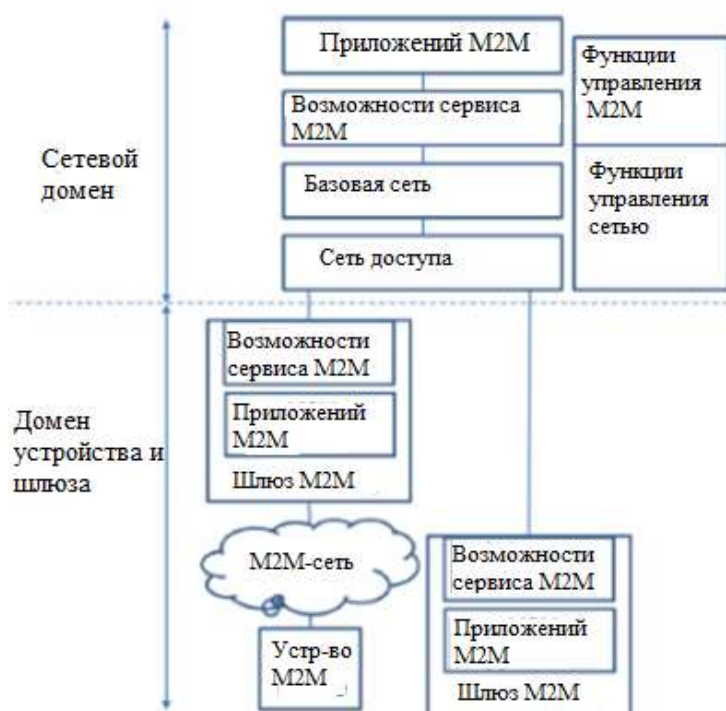 Приложений М2М
Возможности сервиса
М2М
Базовая сеть
Сеть доступа
Функции
управления
М2М
Функции
управления
сетью
Сетевой
домен
Домен
устройства и
шлюза
Возможности
сервиса М2М
Приложений
М2М
Шлюз М2М
М2М-сеть
Устр-во
М2М
Возможности
сервиса М2М
Приложений
М2М
Шлюз М2М